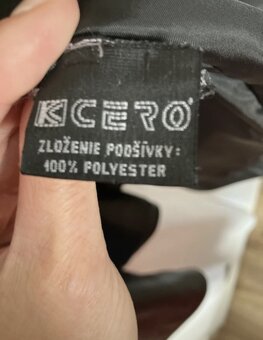 KCERO
ZLOŽENIE PODŠÍVKY:
100% POLYESTER